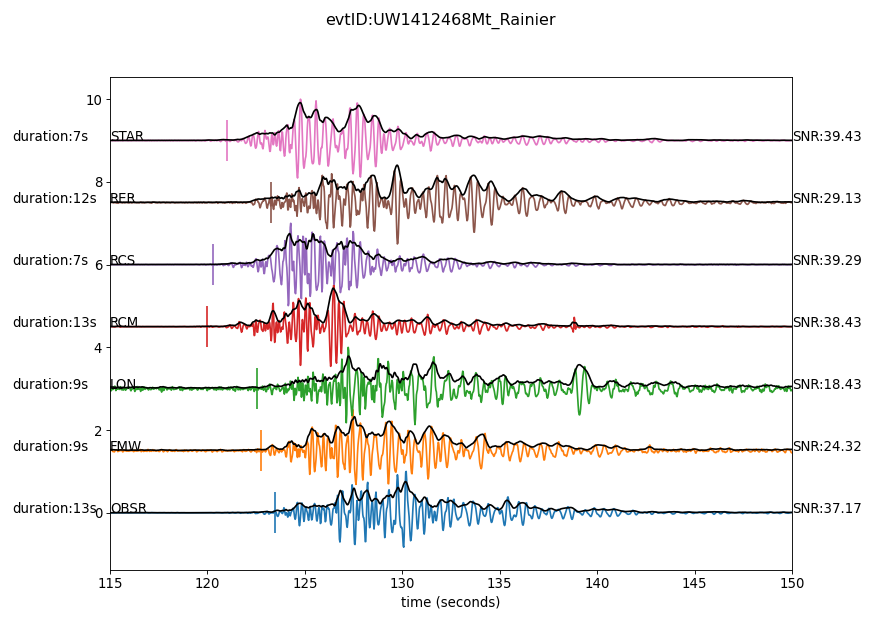 evtID:UW1412468Mt_Rainier
10
duration:7s STAR SNR:39.43
8
duration:12s RER SNR:29.13
duration:7s RCS SNR:39.29
6
duration:13s RCM SNR:38.43
4
duration:9s LON SNR:18.43
2
duration:9s FMW SNR:24.32
duration:13s OBSR SNR:37.17
0
115 120 125 130 135 140 145 150
time (seconds)